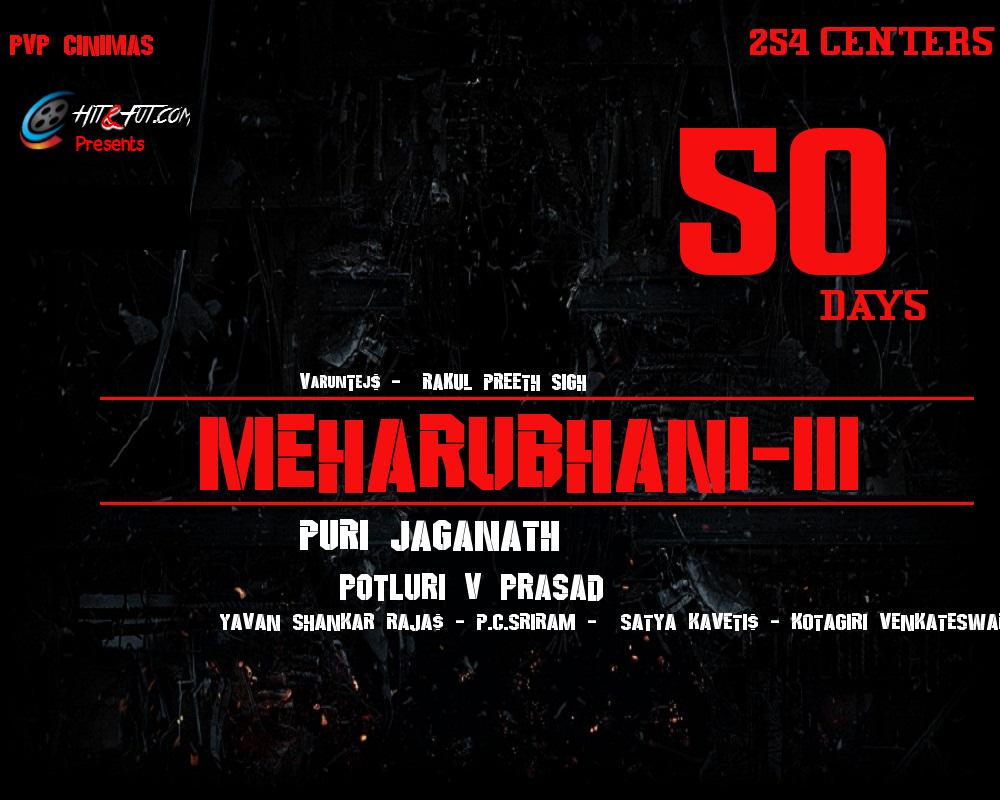 PVP CINIMAS
254 CENTERS
HIT&FUT.COM
Presents
50
DAYS
VARUNTEJ$ - RAKUL PREETH SIGH
MEHARUBHANI-III
PURI JAGANATH
POTLURI V PRASAD
YAVAN SHANKAR RAJA$ - P.C.SRIRAM - SATYA KAVETI$ - KOTAGIRI VENKATESWA